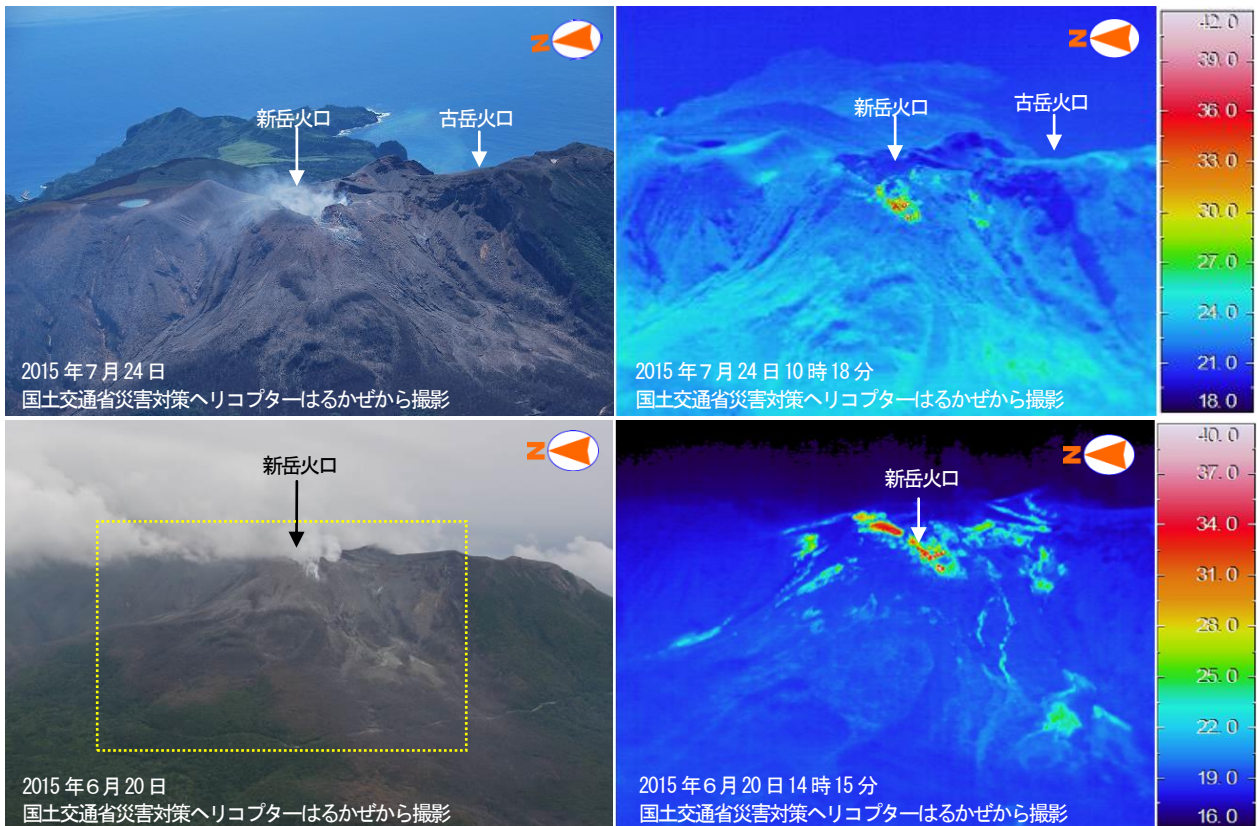 N
新岳火口
古岳火口
2015年7月24日
国土交通省災害対策ヘリコプターはるかぜから撮影
N
新岳火口
古岳火口
2015年7月24日10時18分
国土交通省災害対策ヘリコプターはるかぜから撮影
42.0
39.0
36.0
33.0
30.0
27.0
24.0
21.0
18.0
N
新岳火口
2015年6月20日
国土交通省災害対策ヘリコプターはるかぜから撮影
N
新岳火口
2015年6月20日14時15分
国土交通省災害対策ヘリコプターはるかぜから撮影
40.0
37.0
34.0
31.0
28.0
25.0
22.0
19.0
16.0